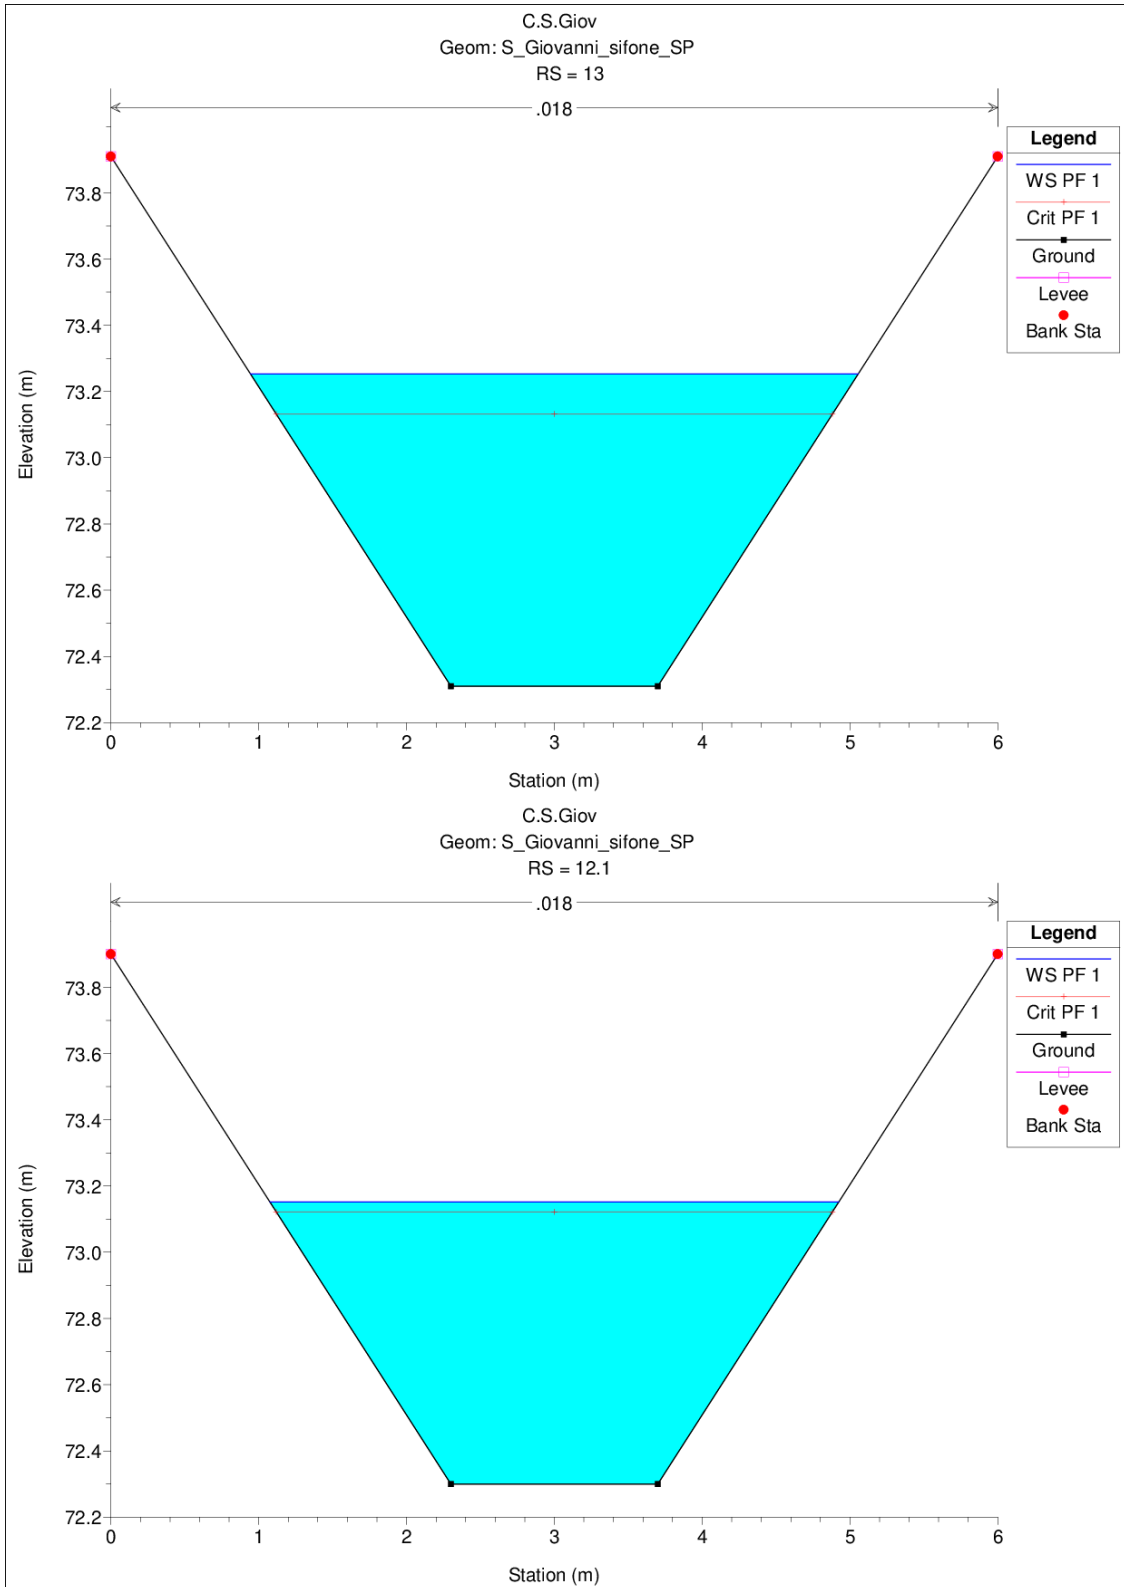 C.S.Giov
Geom: S_Giovanni_sifone_SP
RS = 13
.018
Legend
WS PF 1
Crit PF 1
Ground
Levee
Bank Sta
73.8
73.6
73.4
73.2
73.0
72.8
72.6
72.4
72.2
Elevation (m)
0 1 2 3 4 5 6
Station (m)
C.S.Giov
Geom: S_Giovanni_sifone_SP
RS = 12.1
.018
Legend
WS PF 1
Crit PF 1
Ground
Levee
Bank Sta
73.8
73.6
73.4
73.2
73.0
72.8
72.6
72.4
72.2
Elevation (m)
0 1 2 3 4 5 6
Station (m)